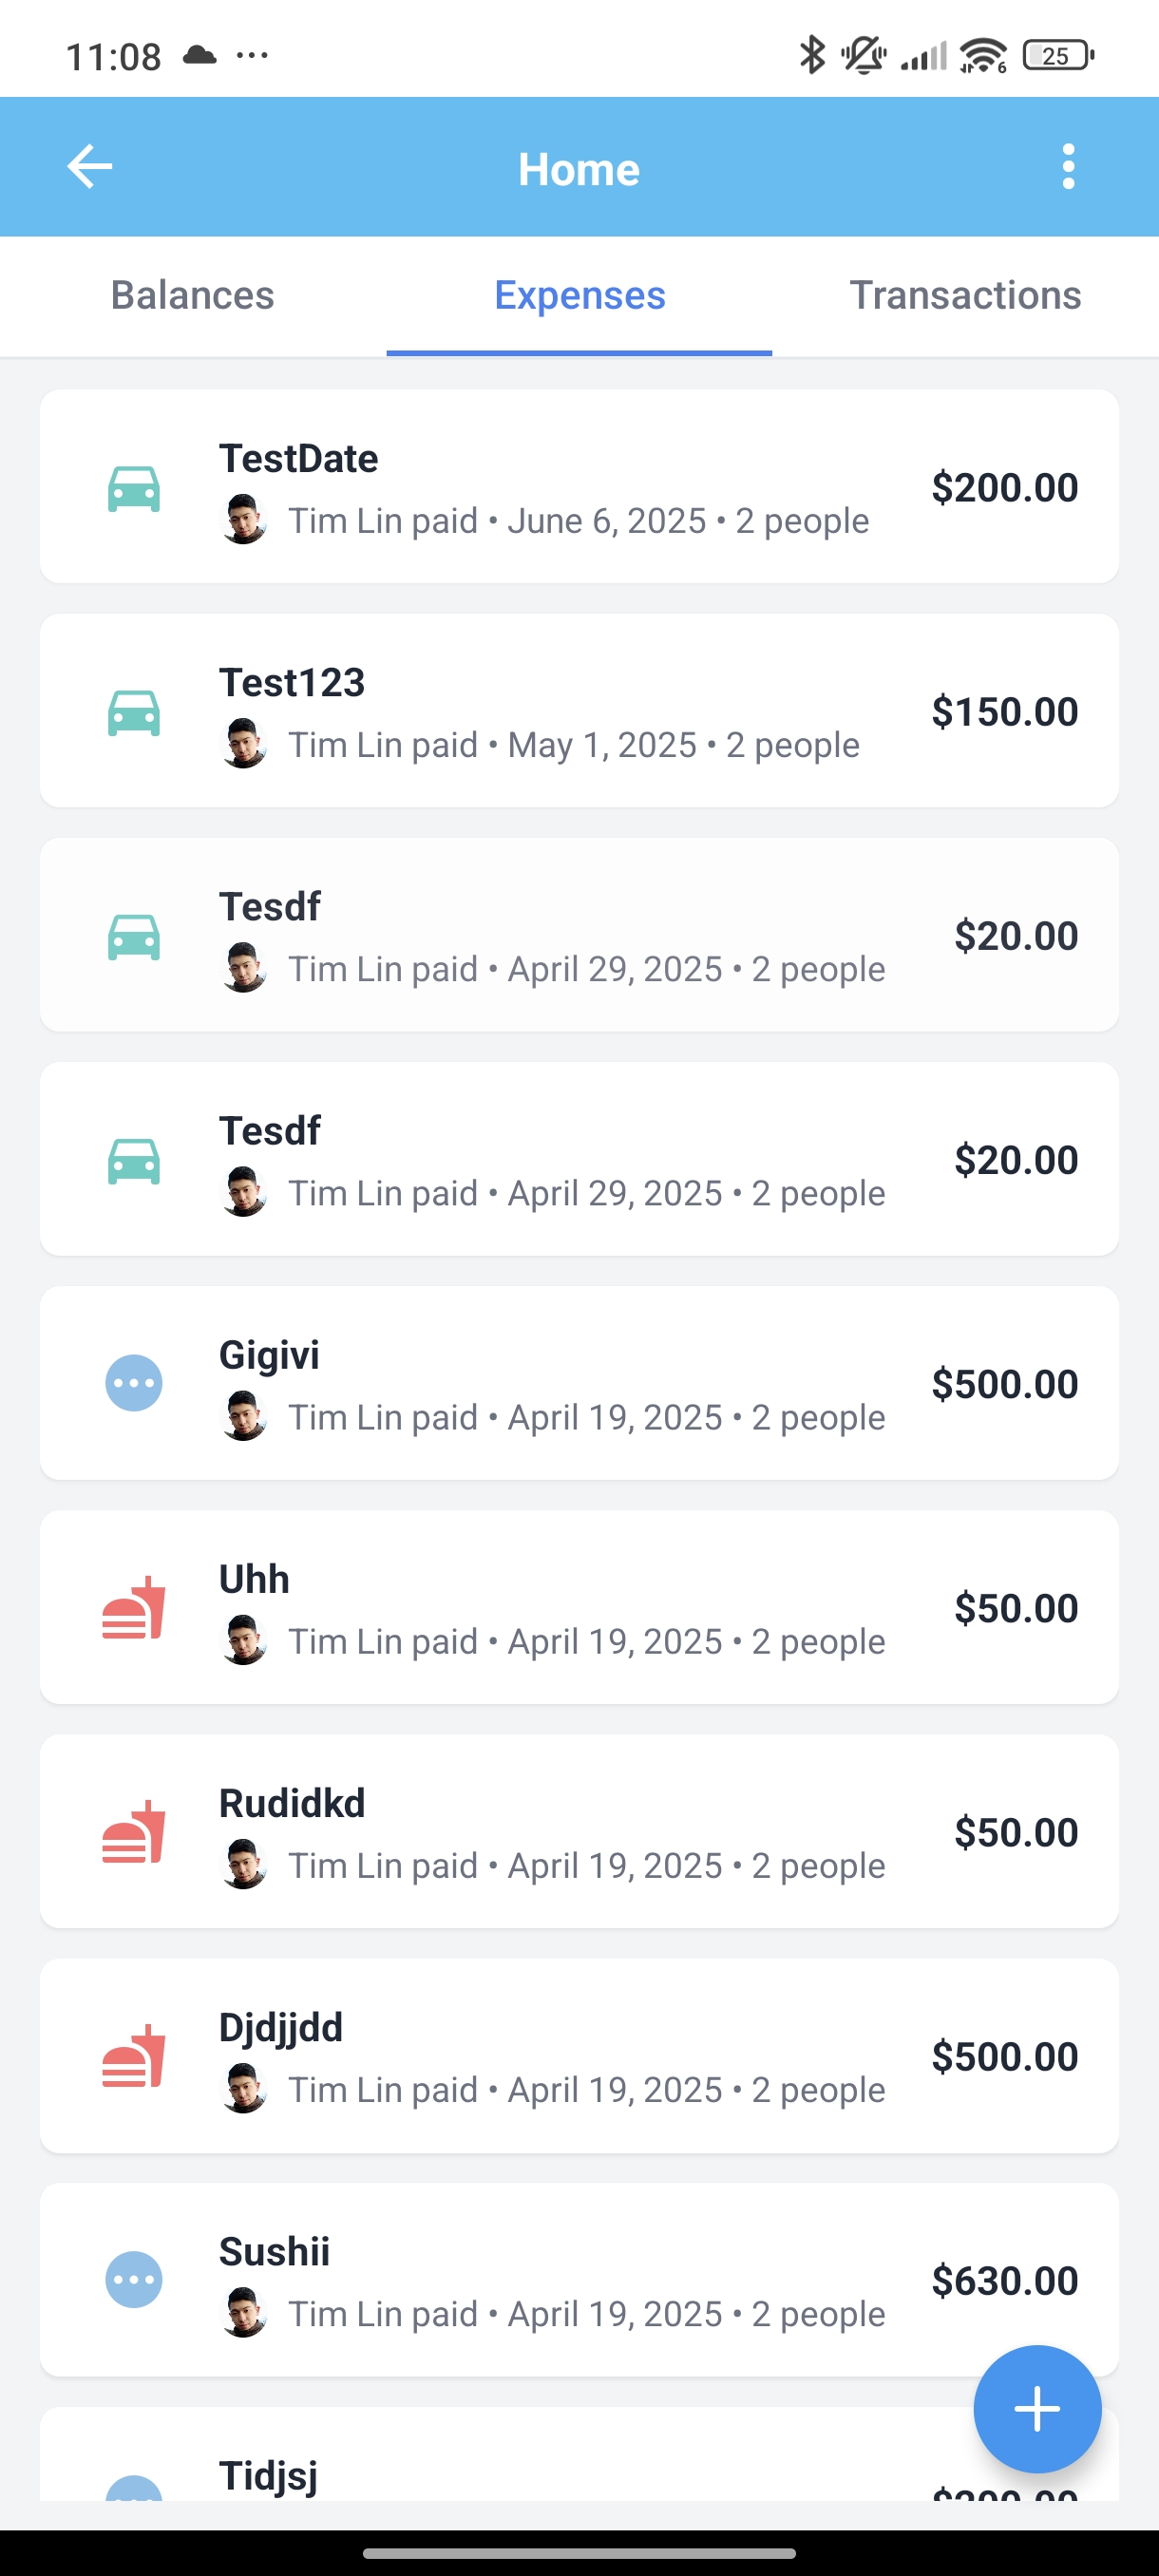 11:08
25
Home
Balances Expenses Transactions
TestDate
$200.00
Tim Lin paid • June 6, 2025 • 2 people
Test123
$150.00
Tim Lin paid • May 1, 2025 • 2 people
Tesdf
$20.00
Tim Lin paid • April 29, 2025 • 2 people
Tesdf
$20.00
Tim Lin paid • April 29, 2025 • 2 people
Gigivi
$500.00
Tim Lin paid • April 19, 2025 • 2 people
Uhh
$50.00
Tim Lin paid • April 19, 2025 • 2 people
Rudidkd
$50.00
Tim Lin paid • April 19, 2025 • 2 people
Djdjjdd
$500.00
Tim Lin paid • April 19, 2025 • 2 people
Sushii
$630.00
Tim Lin paid • April 19, 2025 • 2 people
Tidjsj